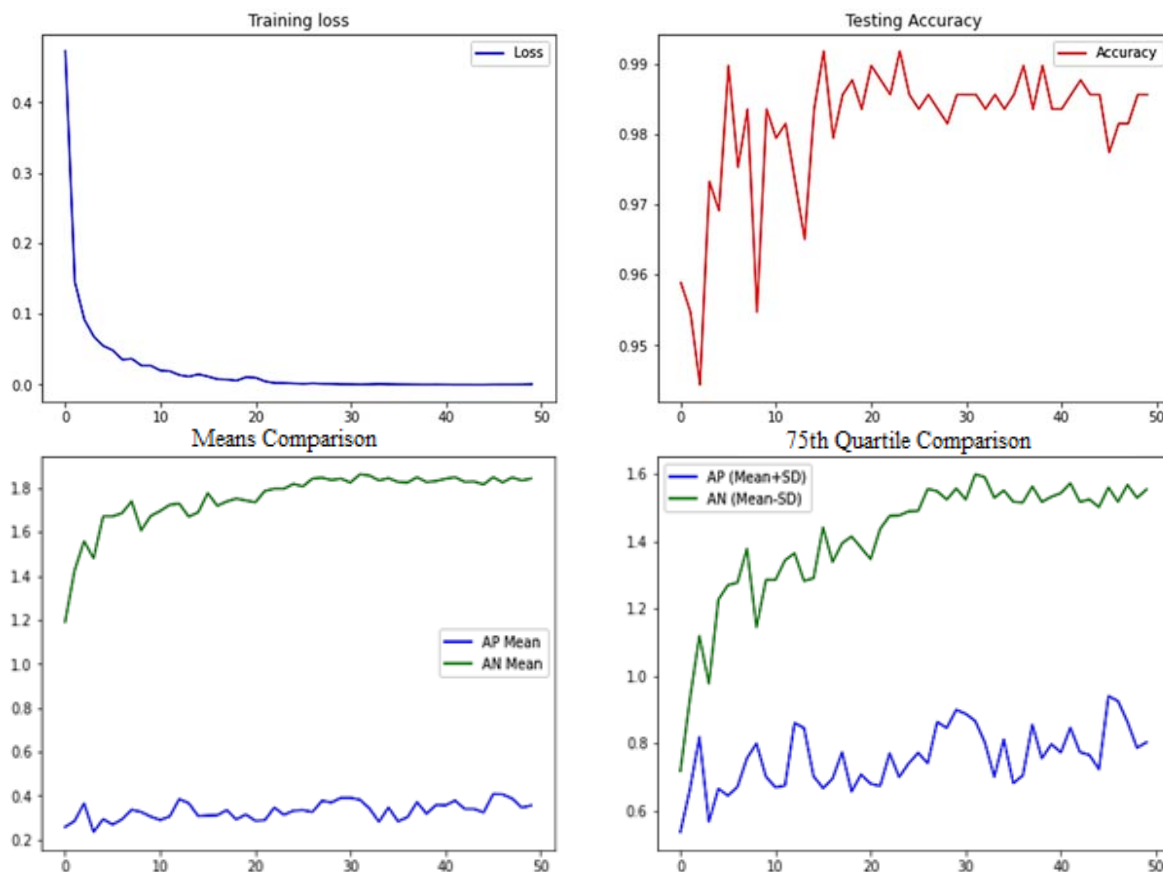 Training loss
Loss
0.4
0.3
0.2
0.1
0.0
0 10 20 30 40 50
Testing Accuracy
Accuracy
0.99
0.98
0.97
0.96
0.95
0 10 20 30 40 50
Means Comparison
1.8
1.6
1.4
1.2
1.0
0.8
0.6
0.4
0.2
AP Mean
AN Mean
0 10 20 30 40 50
75th Quartile Comparison
AP (Mean+SD)
AN (Mean-SD)
1.6
1.4
1.2
1.0
0.8
0.6
0 10 20 30 40 50